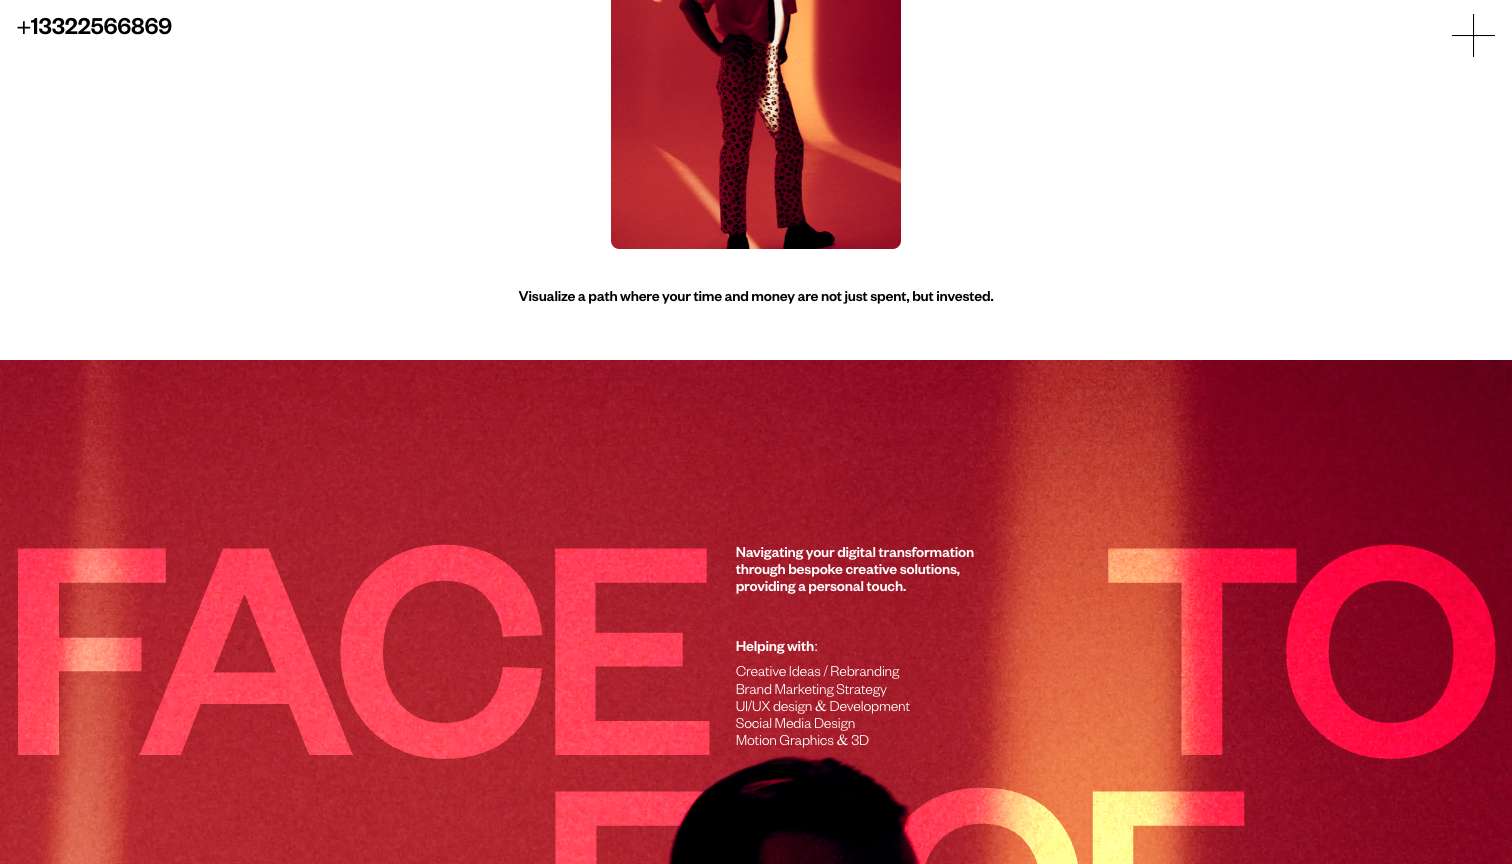 +13322566869
Visualize a path where your time and money are not just spent, but invested.
FACE TO
Navigating your digital transformation
through bespoke creative solutions,
providing a personal touch.
Helping with:
Creative Ideas / Rebranding
Brand Marketing Strategy
UI/UX design & Development
Social Media Design
Motion Graphics & 3D